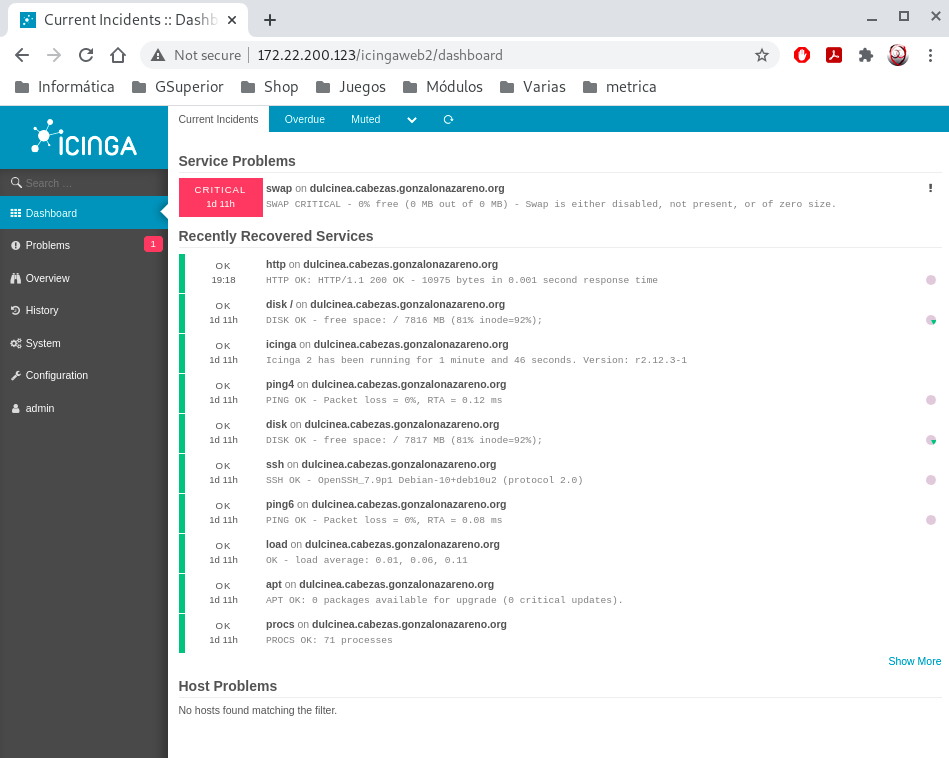 Current Incidents :: Dashb
Not secure 172.22.200.123/icingaweb2/dashboard
Informática GSuperior Shop Juegos Módulos Varias metrica
ICINGA
Search ...
Dashboard
Problems 1
Overview
History
System
Configuration
admin
Current Incidents Overdue Muted
Service Problems
CRITICAL swap on dulcinea.cabezas.gonzalonazareno.org
1d 11h SWAP CRITICAL - 0% free (0 MB out of 0 MB) - Swap is either disabled, not present, or of zero size.
Recently Recovered Services
OK http on dulcinea.cabezas.gonzalonazareno.org
19:18 HTTP OK: HTTP/1.1 200 OK - 10975 bytes in 0.001 second response time
OK disk / on dulcinea.cabezas.gonzalonazareno.org
1d 11h DISK OK - free space: / 7816 MB (81% inode=92%);
OK icinga on dulcinea.cabezas.gonzalonazareno.org
1d 11h Icinga 2 has been running for 1 minute and 46 seconds. Version: r2.12.3-1
OK ping4 on dulcinea.cabezas.gonzalonazareno.org
1d 11h PING OK - Packet loss = 0%, RTA = 0.12 ms
OK disk on dulcinea.cabezas.gonzalonazareno.org
1d 11h DISK OK - free space: / 7817 MB (81% inode=92%);
OK ssh on dulcinea.cabezas.gonzalonazareno.org
1d 11h SSH OK - OpenSSH_7.9p1 Debian-10+deb10u2 (protocol 2.0)
OK ping6 on dulcinea.cabezas.gonzalonazareno.org
1d 11h PING OK - Packet loss = 0%, RTA = 0.08 ms
OK load on dulcinea.cabezas.gonzalonazareno.org
1d 11h OK - load average: 0.01, 0.06, 0.11
OK apt on dulcinea.cabezas.gonzalonazareno.org
1d 11h APT OK: 0 packages available for upgrade (0 critical updates).
OK procs on dulcinea.cabezas.gonzalonazareno.org
1d 11h PROCS OK: 71 processes
Show More
Host Problems
No hosts found matching the filter.